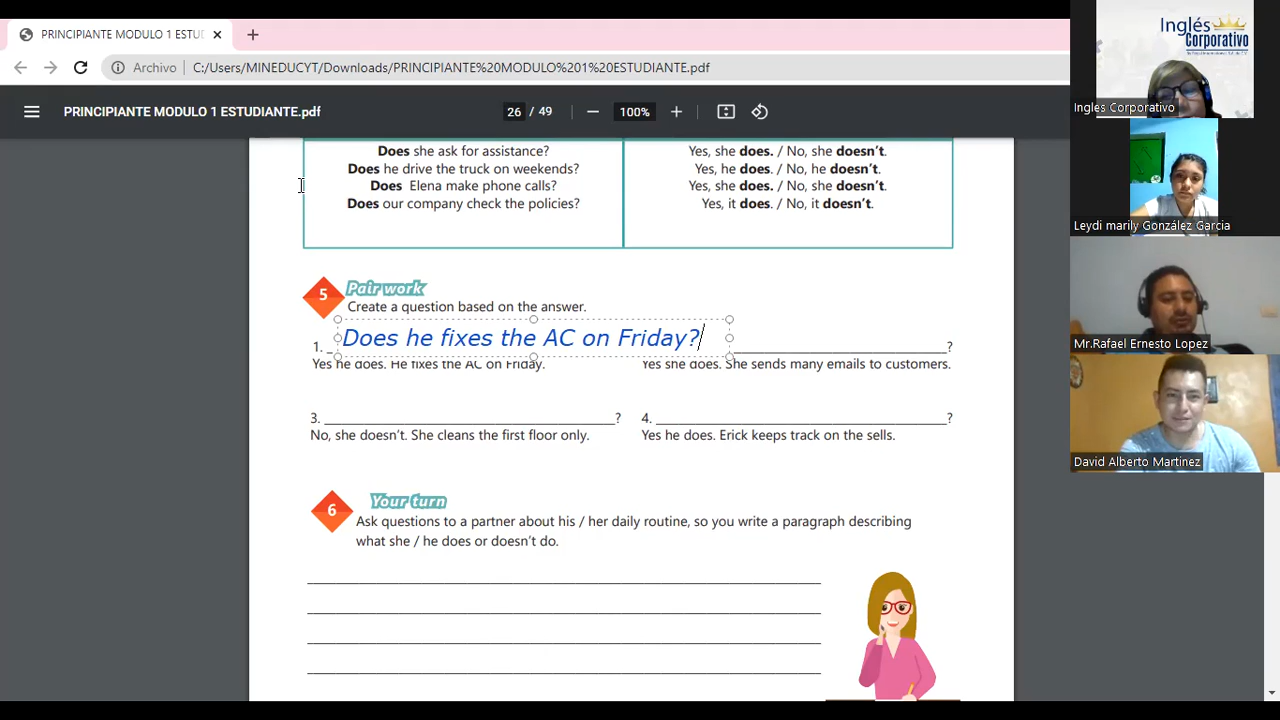 PRINCIPIANTE MODULO 1 ESTUD
Archivo
C:/Users/MINEDUCYT/Downloads/PRINCIPIANTE%20MODULO%201%20ESTUDIANTE.pdf
PRINCIPIANTE MODULO 1 ESTUDIANTE.pdf
26 / 49
100%
Does she ask for assistance?
Does he drive the truck on weekends?
Does Elena make phone calls?
Does our company check the policies?
Yes, she does. / No, she doesn't.
Yes, he does. / No, he doesn't.
Yes, she does. / No, she doesn't.
Yes, it does. / No, it doesn't.
5
Pair work
Create a question based on the answer.
Does he fixes the AC on Friday?
1. _
____________________________?
Yes he does. He fixes the AC on Friday.
Yes she does. She sends many emails to customers.
3. ______________________________________?
4. ______________________________________?
No, she doesn't. She cleans the first floor only.
Yes he does. Erick keeps track on the sells.
6
Your turn
Ask questions to a partner about his / her daily routine, so you write a paragraph describing
what she / he does or doesn't do.
Inglés
Corporativo
Ingles Corporativo
Leydi marily González Garcia
Mr.Rafael Ernesto Lopez
David Alberto Martinez